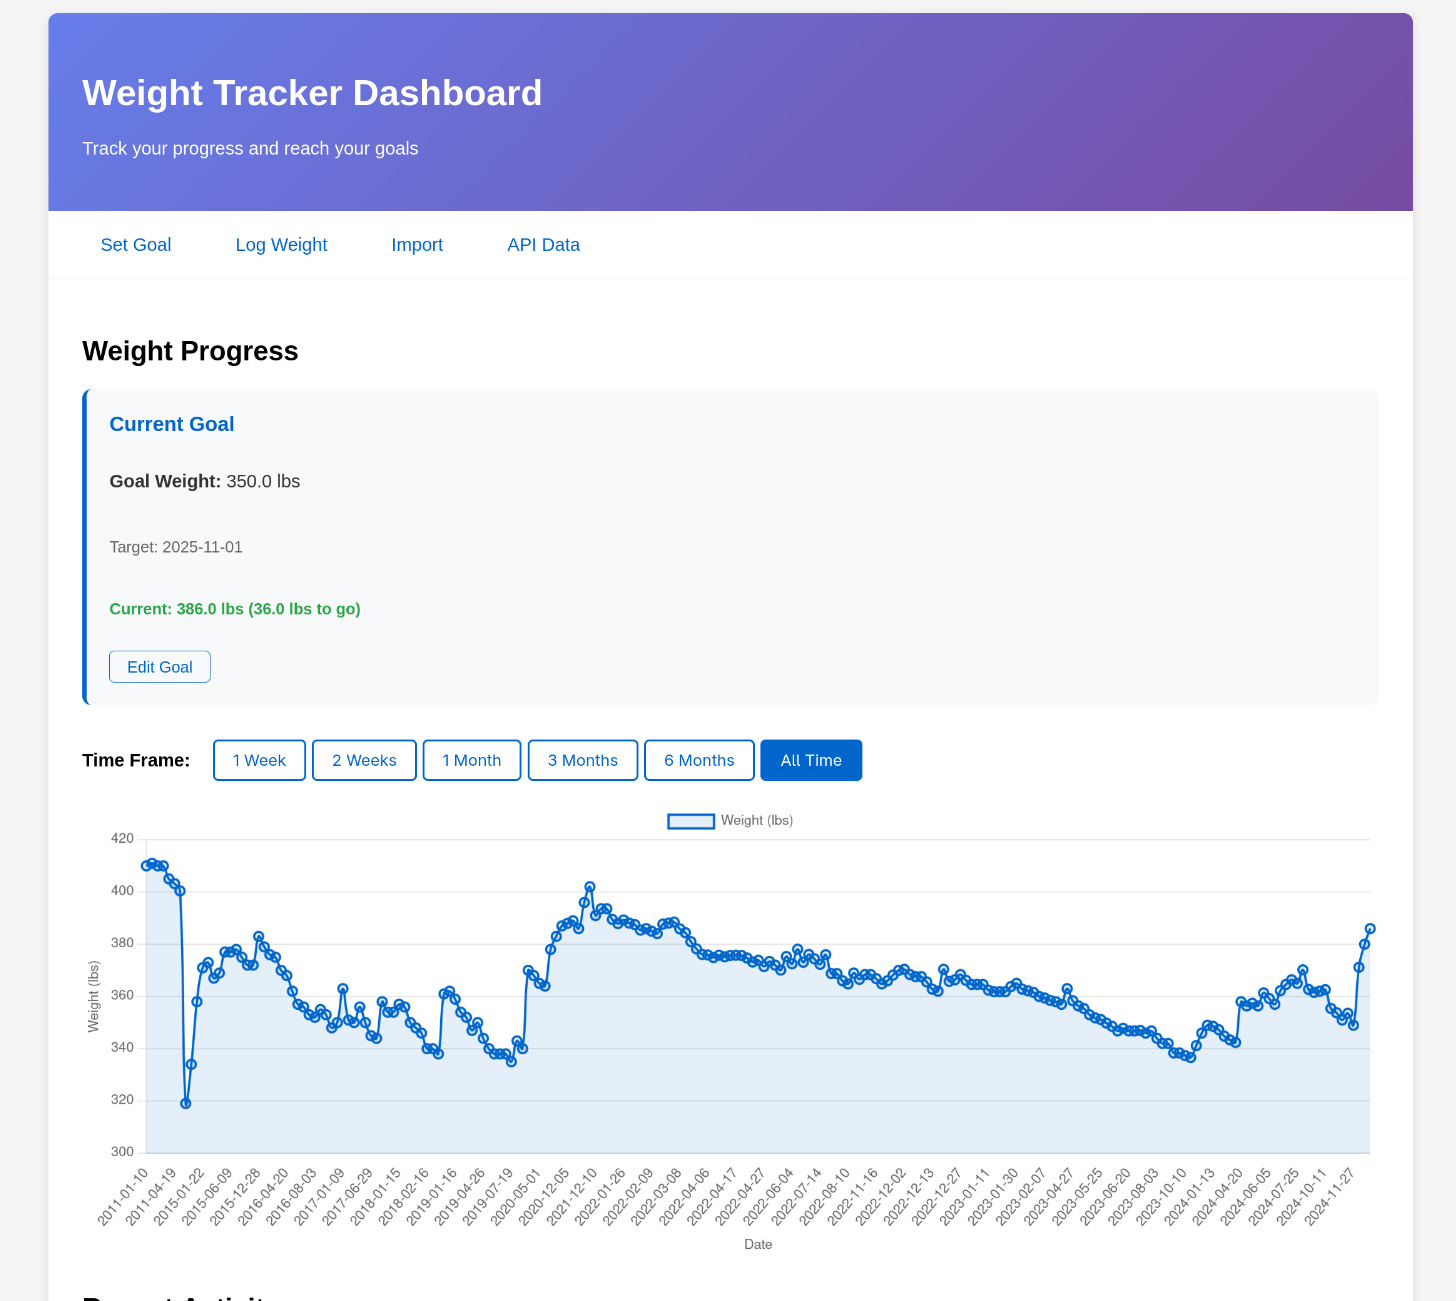 Weight Tracker Dashboard
Track your progress and reach your goals
Set Goal Log Weight Import API Data
Weight Progress
Current Goal
Goal Weight: 350.0 lbs
Target: 2025-11-01
Current: 386.0 lbs (36.0 lbs to go)
Edit Goal
Time Frame: 1 Week 2 Weeks 1 Month 3 Months 6 Months All Time
Weight (lbs)
420
400
380
360
340
320
300
Weight (lbs)
2011-01-10 2011-04-19 2015-01-22 2015-06-09 2015-12-28 2016-04-20 2016-08-03 2017-01-09 2017-06-29 2018-01-15 2018-02-16 2019-01-16 2019-04-26 2019-07-19 2020-05-01 2020-12-05 2021-12-10 2022-01-26 2022-02-09 2022-03-08 2022-04-06 2022-04-17 2022-04-27 2022-06-04 2022-07-14 2022-08-10 2022-11-16 2022-12-02 2022-12-13 2022-12-27 2023-01-11 2023-01-30 2023-02-07 2023-04-27 2023-05-25 2023-06-20 2023-08-03 2023-10-10 2024-01-13 2024-04-20 2024-06-05 2024-07-25 2024-10-11 2024-11-27
Date